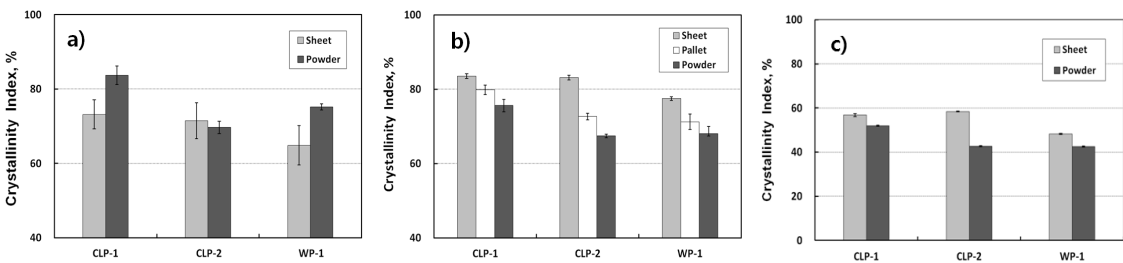 a)
Crystallinity Index, %
100
80
60
40
Sheet
Powder
CLP-1
CLP-2
WP-1
b)
Crystallinity Index, %
100
80
60
40
Sheet
Pallet
Powder
CLP-1
CLP-2
WP-1
c)
Crystallinity Index, %
100
80
60
40
20
0
Sheet
Powder
CLP-1
CLP-2
WP-1